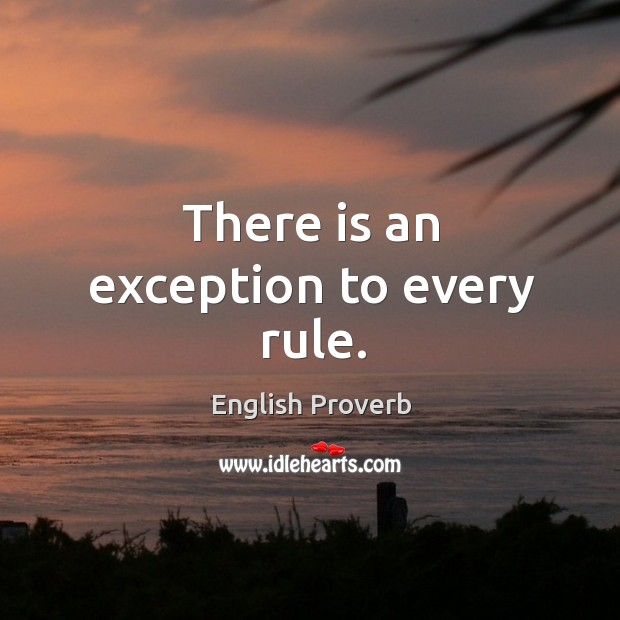 There is an
exception to every
rule.
English Proverb
www.idlehearts.com